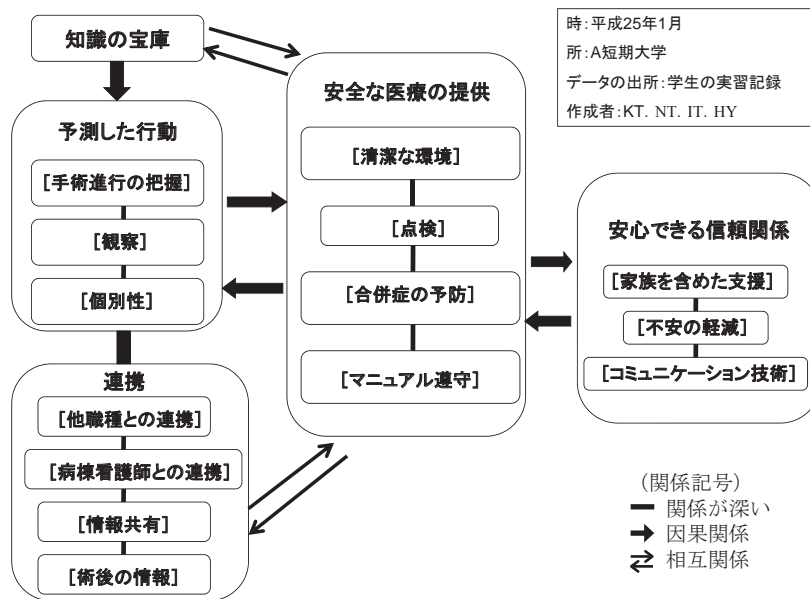 知識の宝庫
予測した行動
[手術進行の把握]
[観察]
[個別性]
連携
[他職種との連携]
[病棟看護師との連携]
[情報共有]
[術後の情報]
安全な医療の提供
[清潔な環境]
[点検]
[合併症の予防]
[マニュアル遵守]
時：平成25年1月
所：A短期大学
データの出所：学生の実習記録
作成者：KT．NT．IT．HY
安心できる信頼関係
[家族を含めた支援]
[不安の軽減]
[コミュニケーション技術]
（関係記号）
関係が深い
因果関係
相互関係